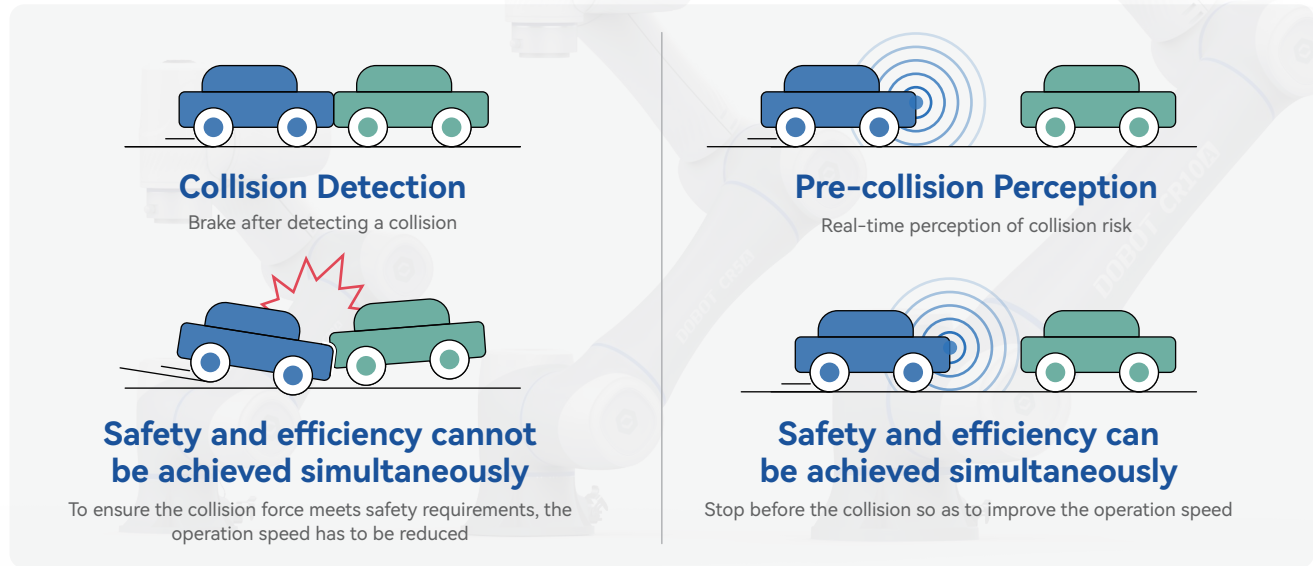 Collision Detection
Brake after detecting a collision
Safety and efficiency cannot
be achieved simultaneously
To ensure the collision force meets safety requirements, the
operation speed has to be reduced
Pre-collision Perception
Real-time perception of collision risk
Safety and efficiency can
be achieved simultaneously
Stop before the collision so as to improve the operation speed
DOBOT CR10A